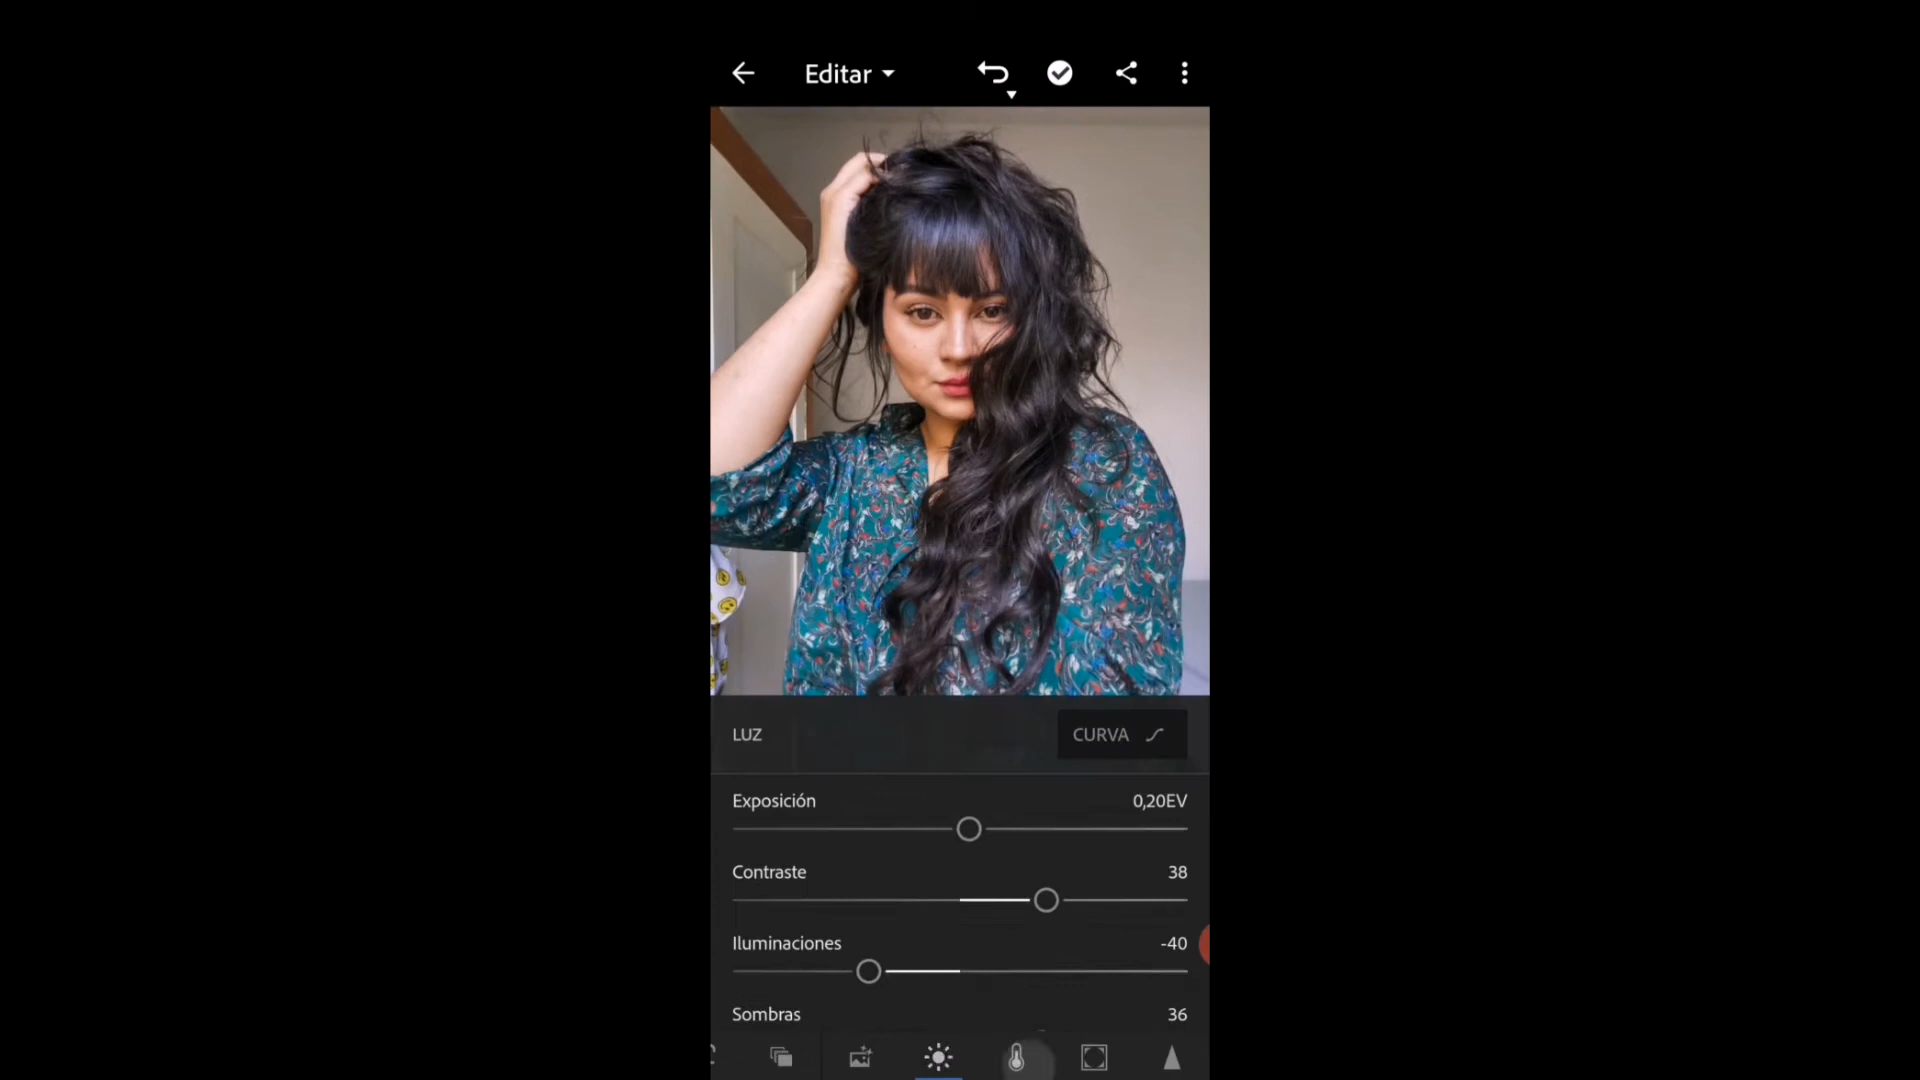 Editar
LUZ
CURVA
Exposición 0,20EV
Contraste 38
Iluminaciones -40
Sombras 36